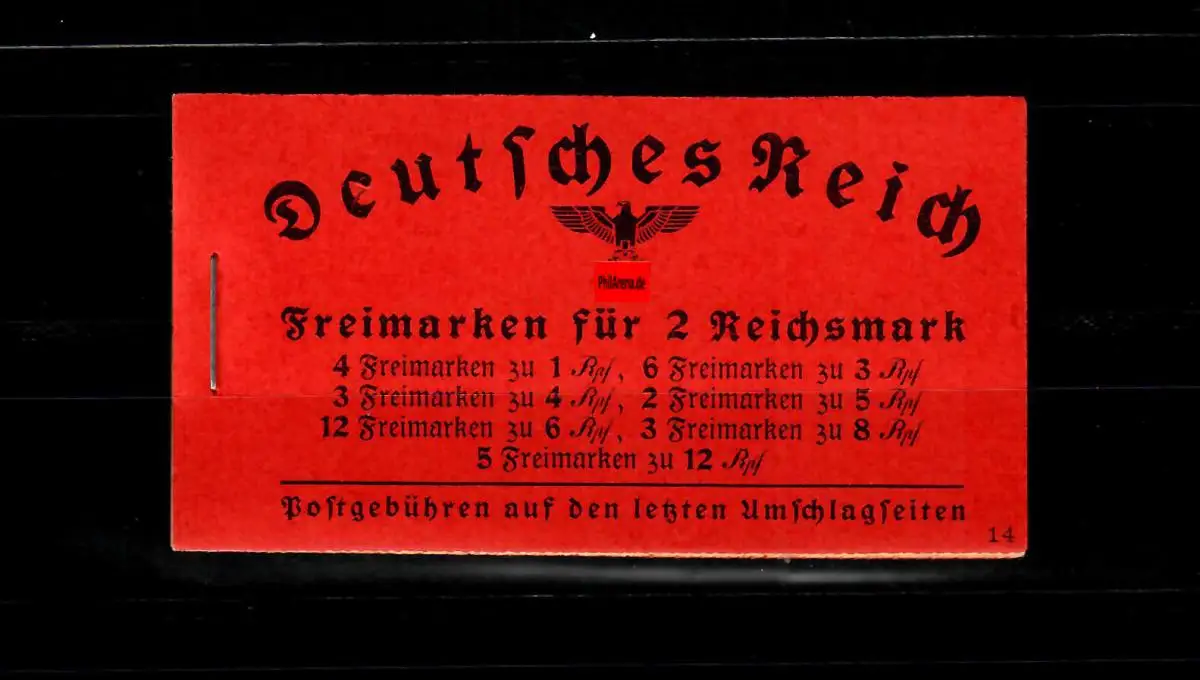 Deutsches Reich
PhilArena.de
Freimarken für 2 Reichsmark
4 Freimarken zu 1 Rpf, 6 Freimarken zu 3 Rpf
3 Freimarken zu 4 Rpf, 2 Freimarken zu 5 Rpf
12 Freimarken zu 6 Rpf, 3 Freimarken zu 8 Rpf
5 Freimarken zu 12 Rpf
Postgebühren auf den letzten Umschlagseiten
14